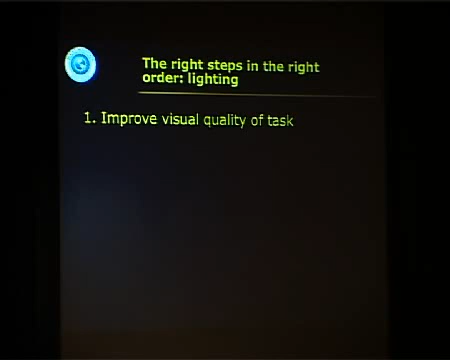 The right steps in the right
order: lighting
1. Improve visual quality of task